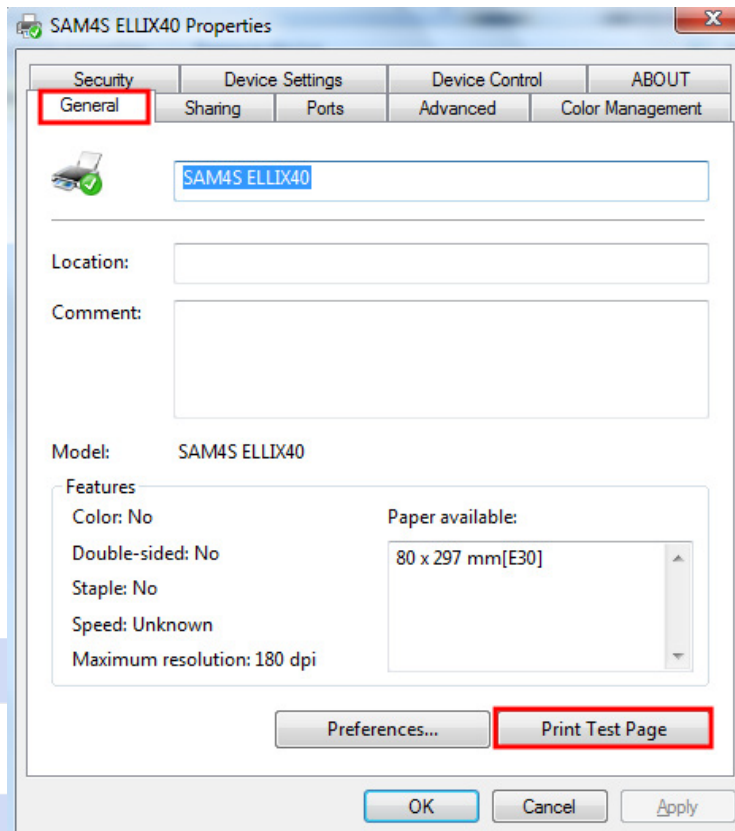 SAM4S ELLIX40 Properties
X
Security Device Settings Device Control ABOUT
General Sharing Ports Advanced Color Management
SAM4S ELLIX40
Location:
Comment:
Model: SAM4S ELLIX40
Features
Color: No Paper available:
Double-sided: No 80 x 297 mm[E30]
Staple: No
Speed: Unknown
Maximum resolution: 180 dpi
Preferences... Print Test Page
OK Cancel Apply